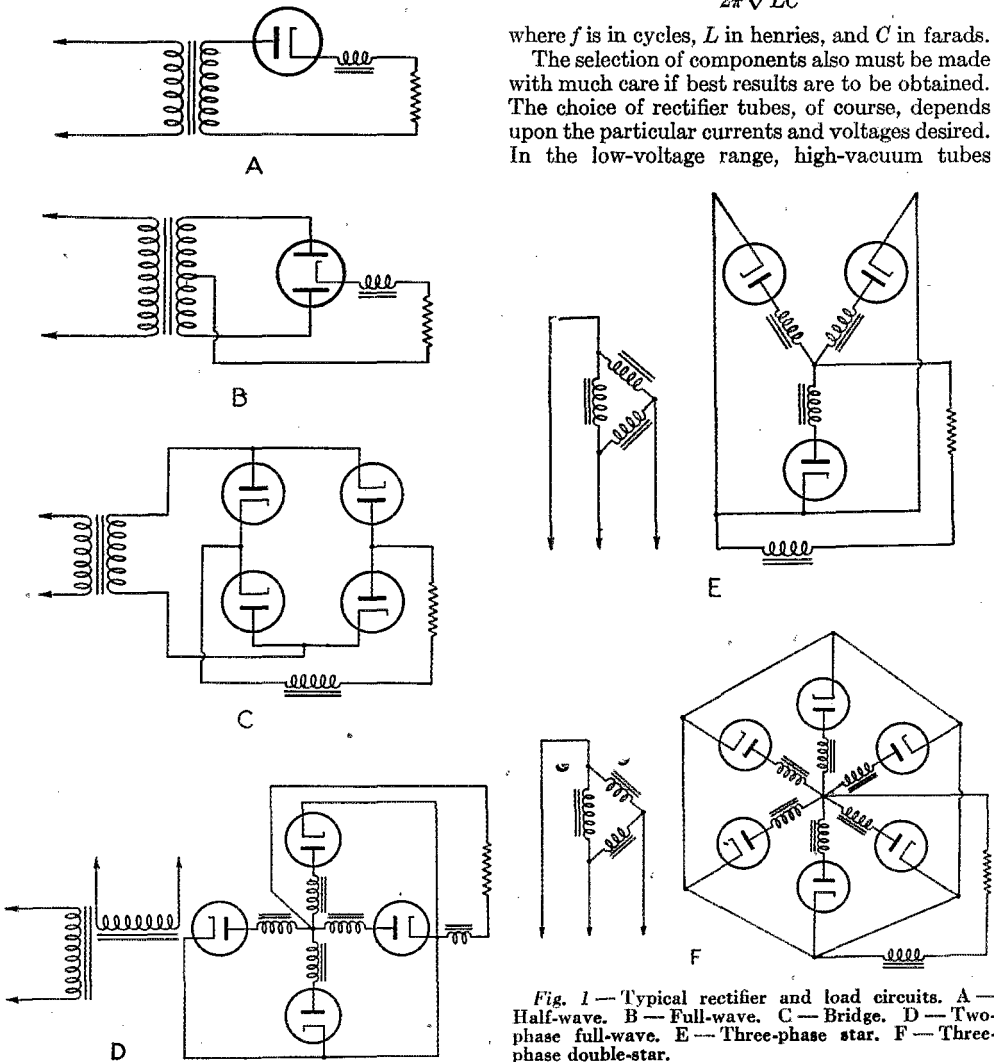 2π√LC
where f is in cycles, L in henries, and C in farads.
The selection of components also must be made
with much care if best results are to be obtained.
The choice of rectifier tubes, of course, depends
upon the particular currents and voltages desired.
In the low-voltage range, high-vacuum tubes
A
B
C
D
E
F
Fig. 1 — Typical rectifier and load circuits. A —
Half-wave. B — Full-wave. C — Bridge. D — Two-
phase full-wave. E — Three-phase star. F — Three-
phase double-star.